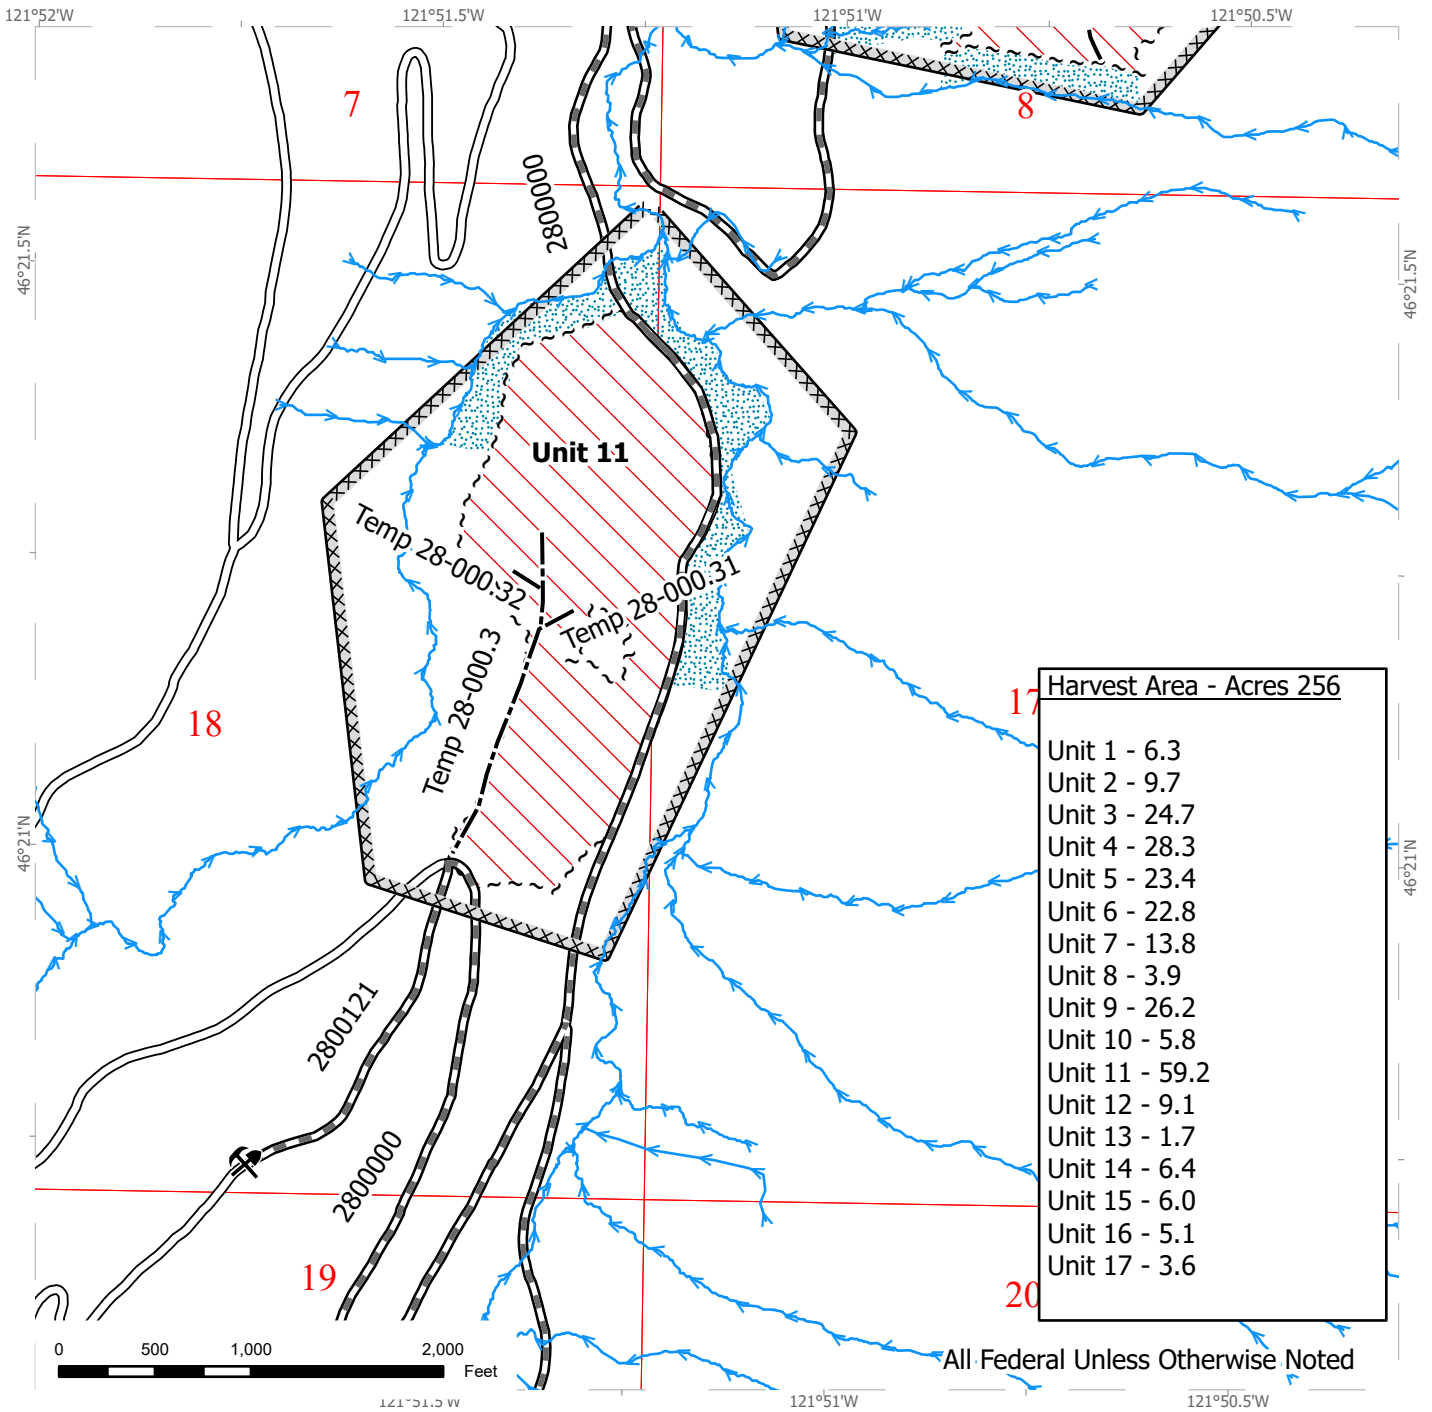 121°52'W 121°51.5'W 121°51'W 121°50.5'W
7
8
2800000
46°21.5'N
46°21.5'N
Unit 11
Temp 28-000.32
Temp 28-000.31
Temp 28-000.3
18
17
46°21'N
46°21'N
Harvest Area - Acres 256
Unit 1 - 6.3
Unit 2 - 9.7
Unit 3 - 24.7
Unit 4 - 28.3
Unit 5 - 23.4
Unit 6 - 22.8
Unit 7 - 13.8
Unit 8 - 3.9
Unit 9 - 26.2
Unit 10 - 5.8
Unit 11 - 59.2
Unit 12 - 9.1
Unit 13 - 1.7
Unit 14 - 6.4
Unit 15 - 6.0
Unit 16 - 5.1
Unit 17 - 3.6
2800121
2800000
19
20
0 500 1,000 2,000
Feet
All Federal Unless Otherwise Noted
121°51.5'W 121°51'W 121°50.5'W